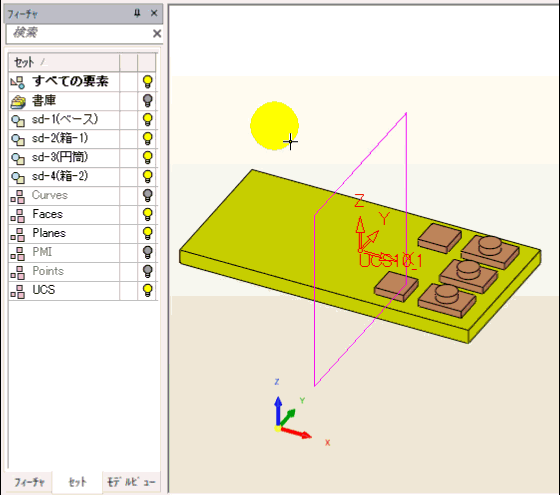 フィーチャ
検索
セット
すべての要素
書庫
sd-1(ベース)
sd-2(箱-1)
sd-3(円筒)
sd-4(箱-2)
Curves
Faces
Planes
PMI
Points
UCS
フィーチャ セット モデルビュー
Z
Y
UCS10_1
Z
Y
X